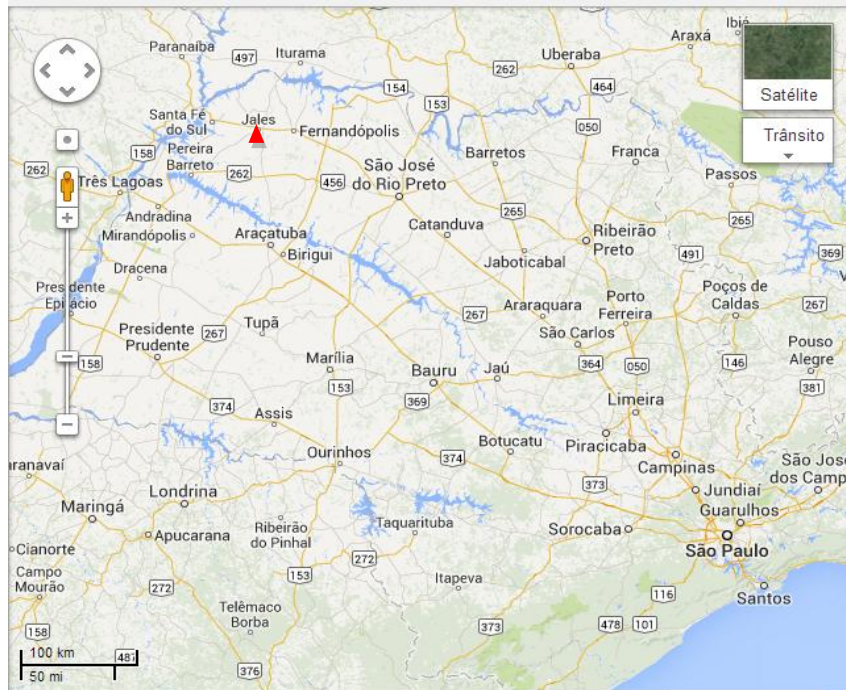 Ibiá
Araxá
Paranaíba
497
Iturama
Uberaba
262
464
154
153
Satélite
Santa Fé
do Sul
Jales
Fernandópolis
050
Trânsito
158
Pereira
Barreto
262
262
Três Lagoas
456
São José
do Rio Preto
Barretos
Franca
Passos
Andradina
Mirandópolis
Araçatuba
Birigui
Catanduva
265
Ribeirão
Preto
265
491
369
Dracena
Jaboticabal
Presidente
Epitácio
Poços de
Caldas
267
Araraquara
Porto
Ferreira
267
Presidente
Prudente
267
Tupã
São Carlos
Pouso
Alegre
158
Marília
153
Bauru
Jaú
364
050
146
381
374
Assis
369
Limeira
Ourinhos
Botucatu
Piracicaba
374
Campinas
São José
dos Camp
aranavaí
373
Jundiaí
Maringá
Londrina
Guarulhos
Apucarana
Ribeirão
do Pinhal
Taquarituba
Sorocaba
São Paulo
Cianorte
272
Campo
Mourão
272
153
Itapeva
116
Santos
Telêmaco
Borba
158
373
478
101
100 km
50 mi
487
376